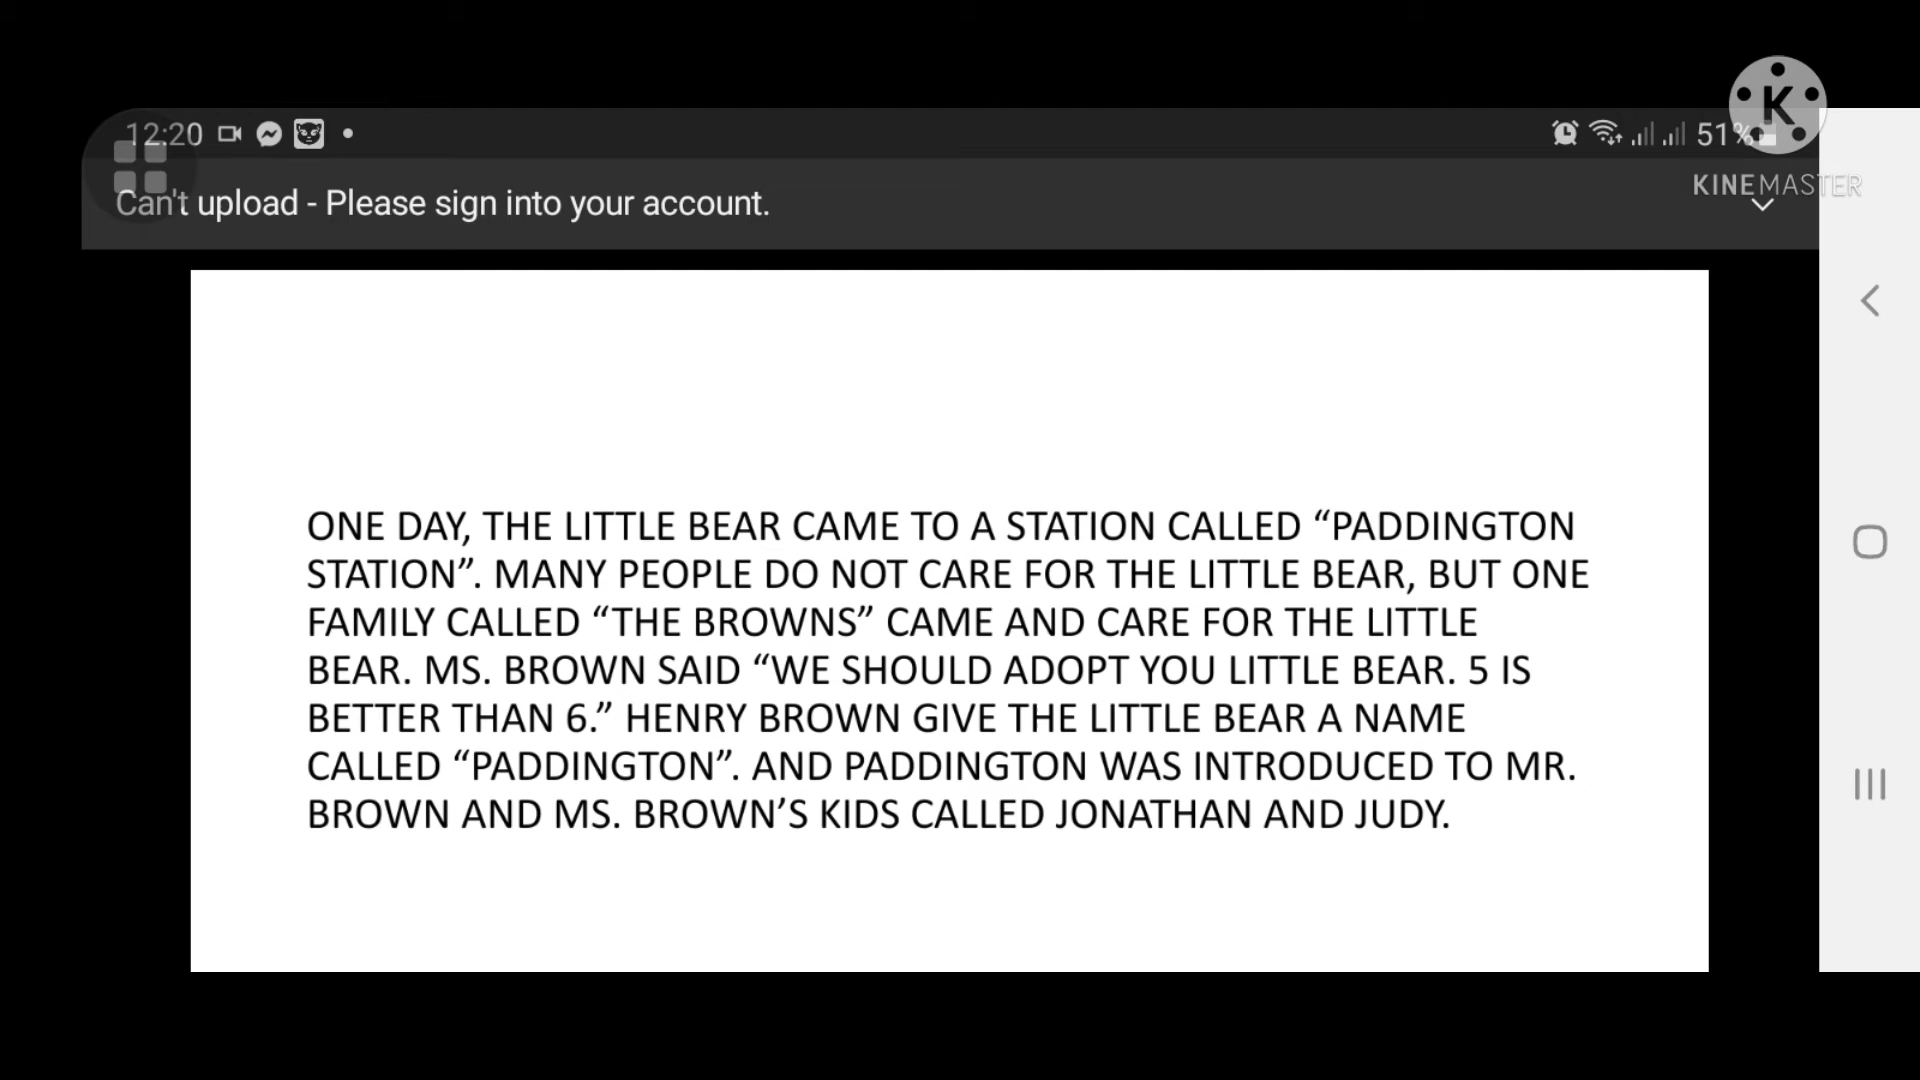 12:20
51%
KINEMASTER
Can't upload - Please sign into your account.
ONE DAY, THE LITTLE BEAR CAME TO A STATION CALLED “PADDINGTON
STATION”. MANY PEOPLE DO NOT CARE FOR THE LITTLE BEAR, BUT ONE
FAMILY CALLED “THE BROWNS” CAME AND CARE FOR THE LITTLE
BEAR. MS. BROWN SAID “WE SHOULD ADOPT YOU LITTLE BEAR. 5 IS
BETTER THAN 6.” HENRY BROWN GIVE THE LITTLE BEAR A NAME
CALLED “PADDINGTON”. AND PADDINGTON WAS INTRODUCED TO MR.
BROWN AND MS. BROWN’S KIDS CALLED JONATHAN AND JUDY.